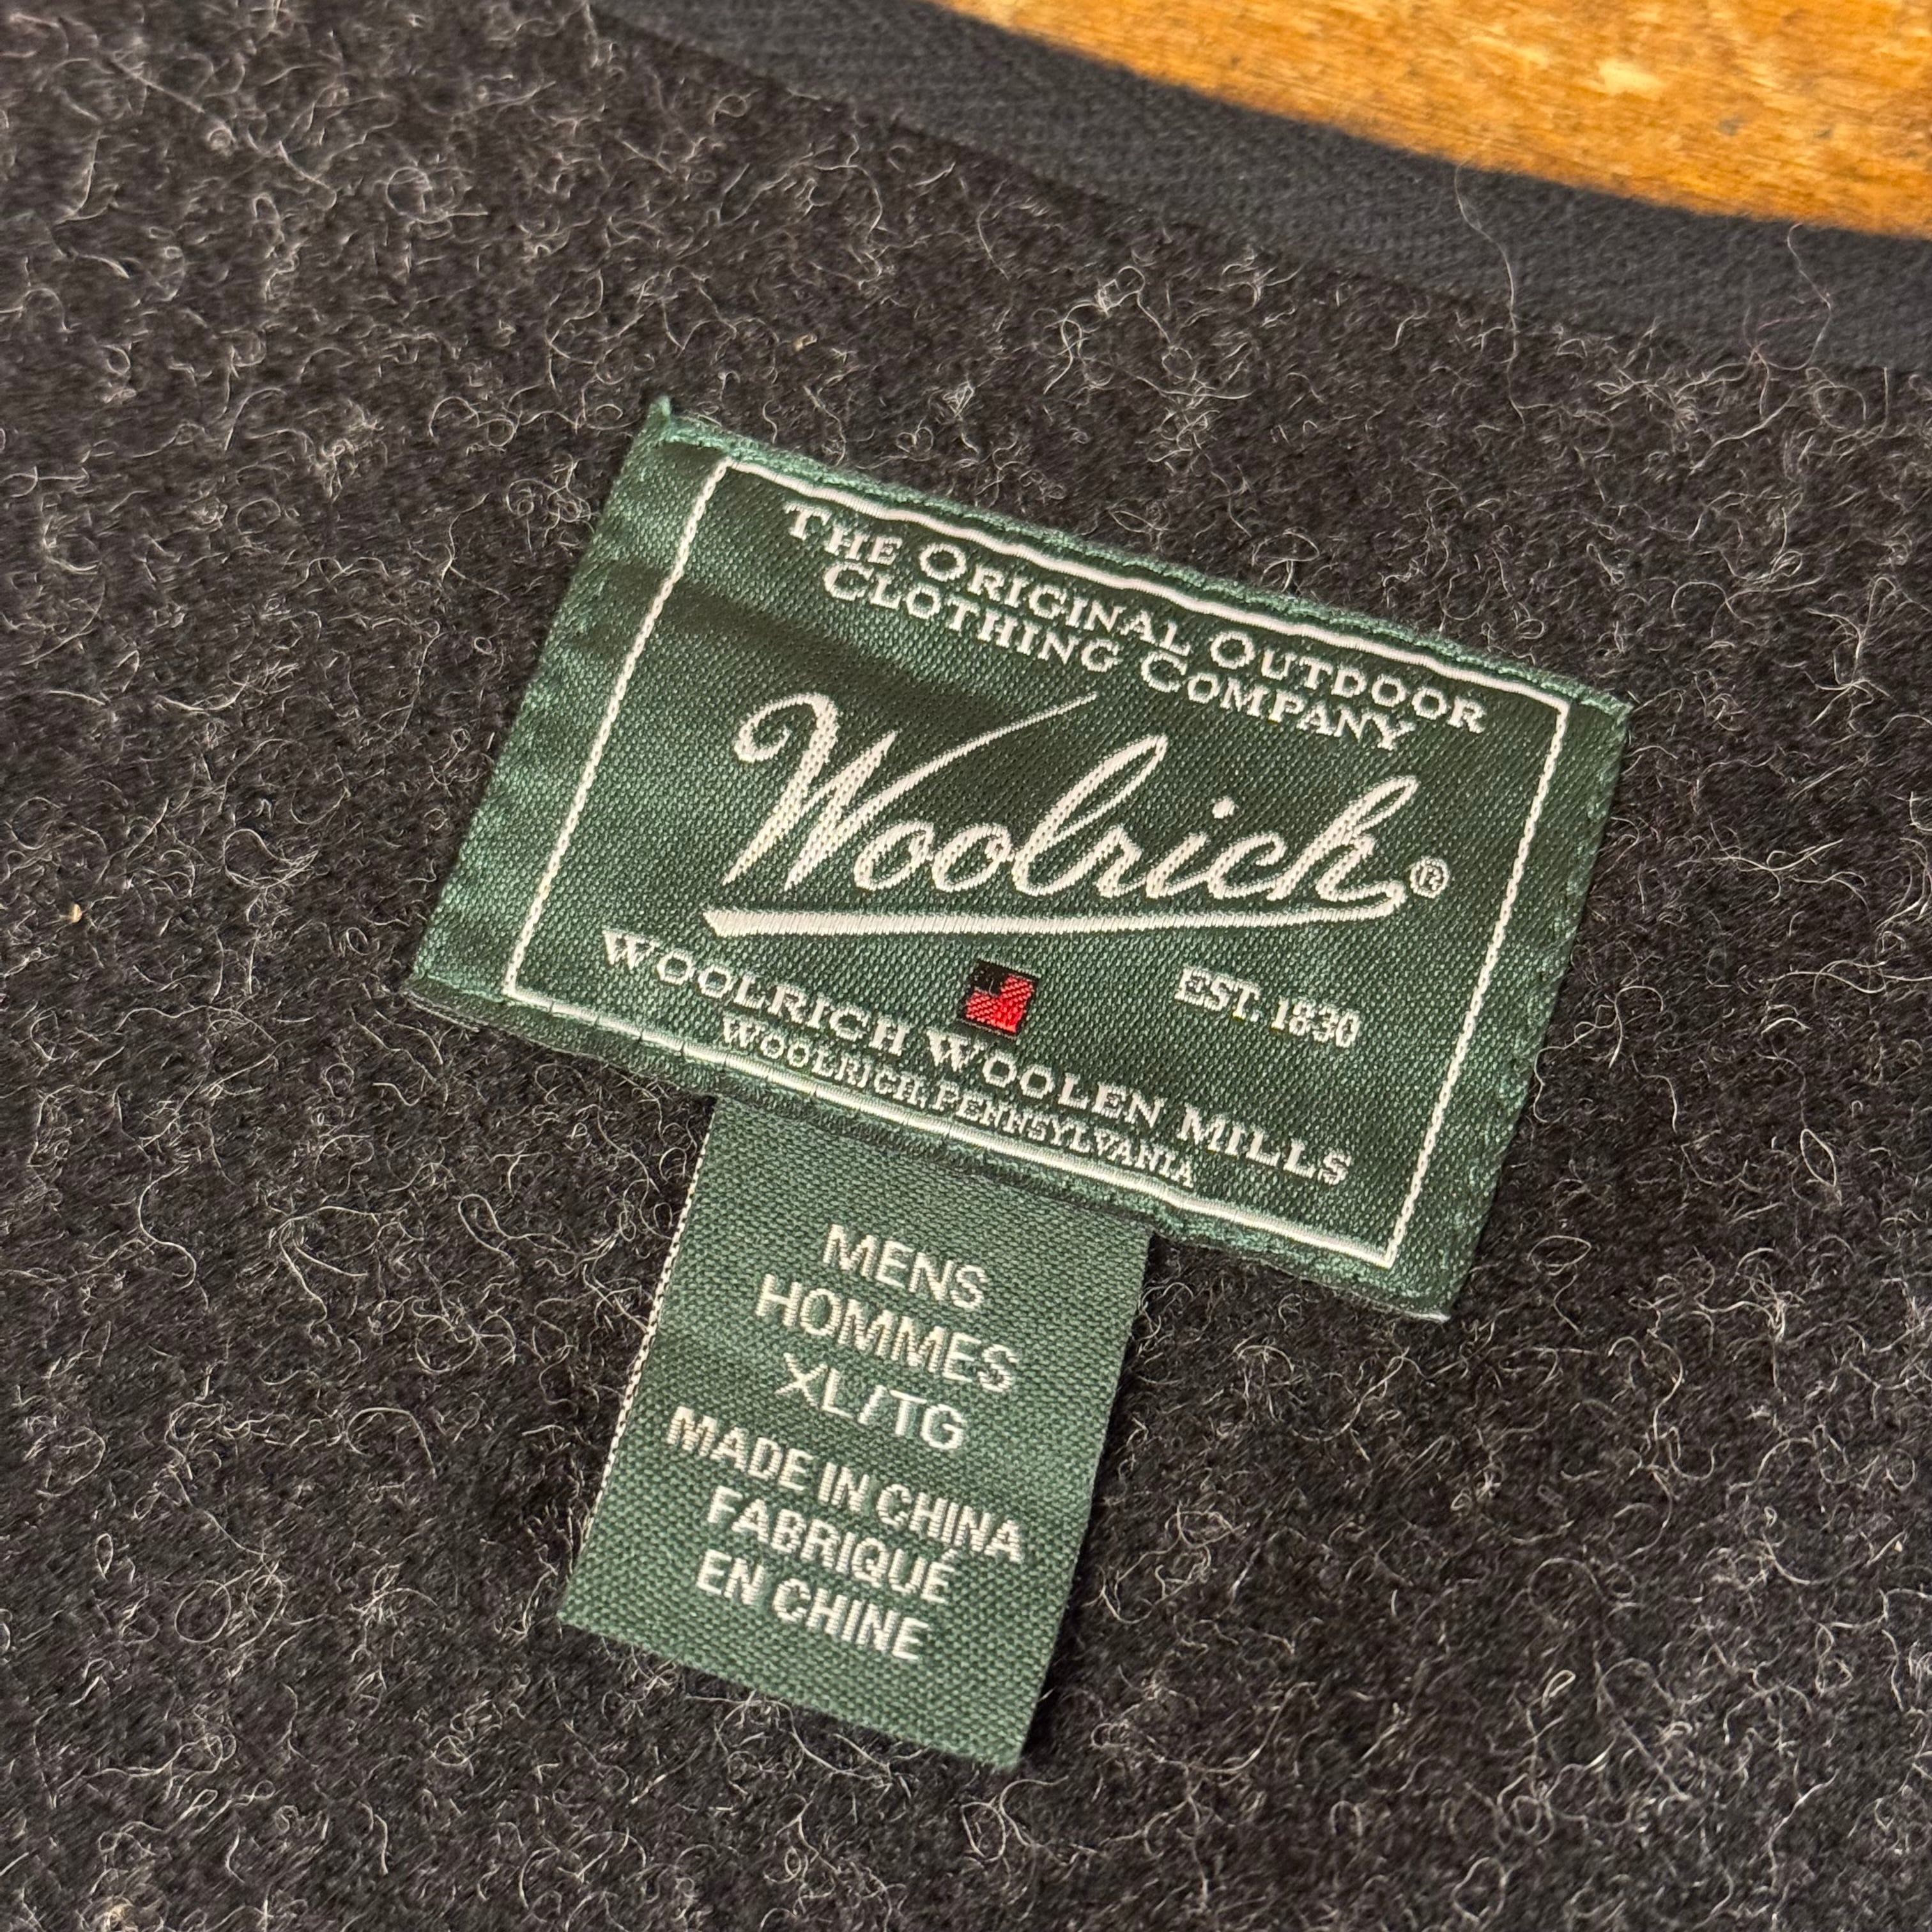 THE ORIGINAL OUTDOOR
CLOTHING COMPANY
Woolrich®
EST. 1830
WOOLRICH WOOLEN MILLS
WOOLRICH, PENNSYLVANIA
MENS
HOMMES
XL/TG
MADE IN CHINA
FABRIQUÉ
EN CHINE